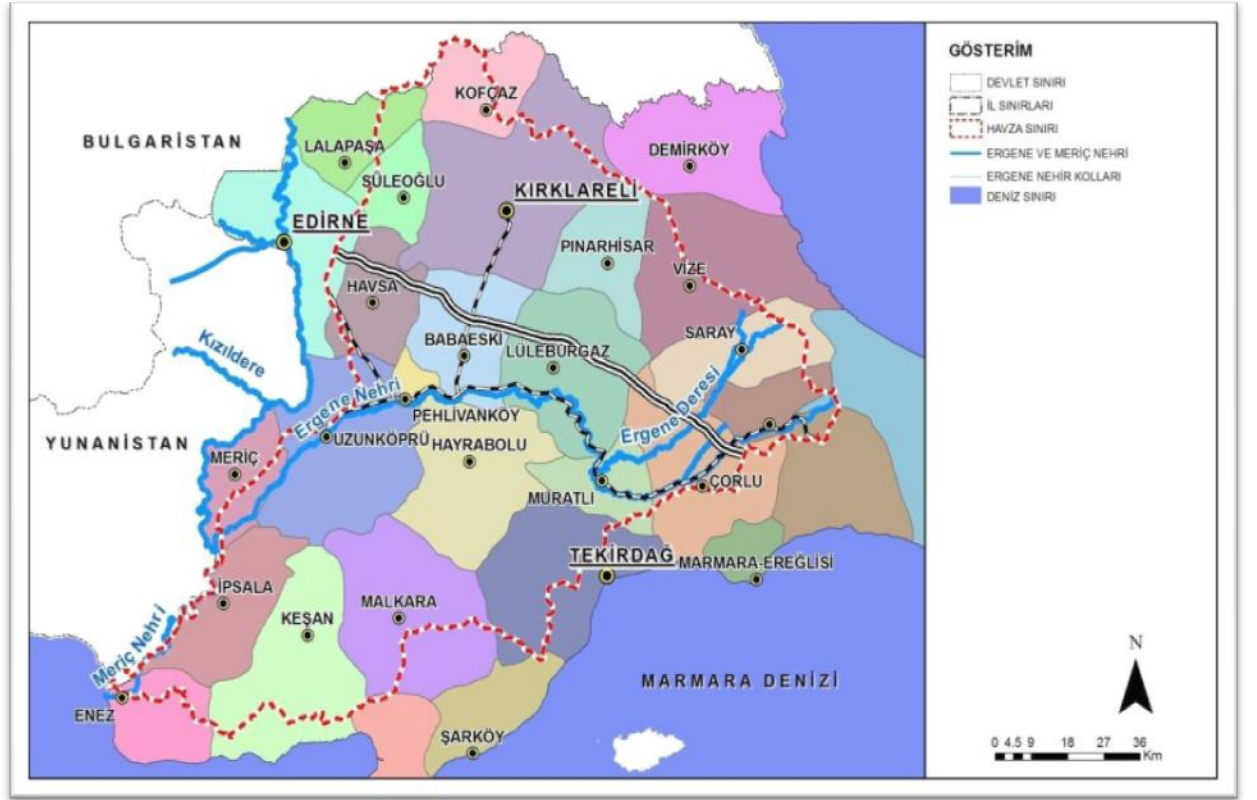 GÖSTERİM
DEVLET SINIRI
İL SINIRLARI
HAVZA SINIRI
ERGENE VE MERİÇ NEHRİ
ERGENE NEHİR KOLLARI
DENİZ SINIRI
KOFÇAZ
BULGARİSTAN
LALAPAŞA
DEMİRKÖY
SÜLEOĞLU
KIRKLARELİ
EDİRNE
PINARHİSAR
VİZE
HAVSA
SARAY
BABAESKİ
LÜLEBURGAZ
Kızıldere
Ergene Nehri
Ergene Deresi
PEHLİVANKÖY
YUNANİSTAN
UZUNKÖPRÜ
HAYRABOLU
MERİÇ
ÇORLU
MURATLI
TEKİRDAĞ
MARMARA-EREĞLİSİ
İPSALA
MALKARA
KEŞAN
Meriç Nehri
MARMARA DENİZİ
ENEZ
ŞARKÖY
N
0 4.5 9 18 27 36
Km